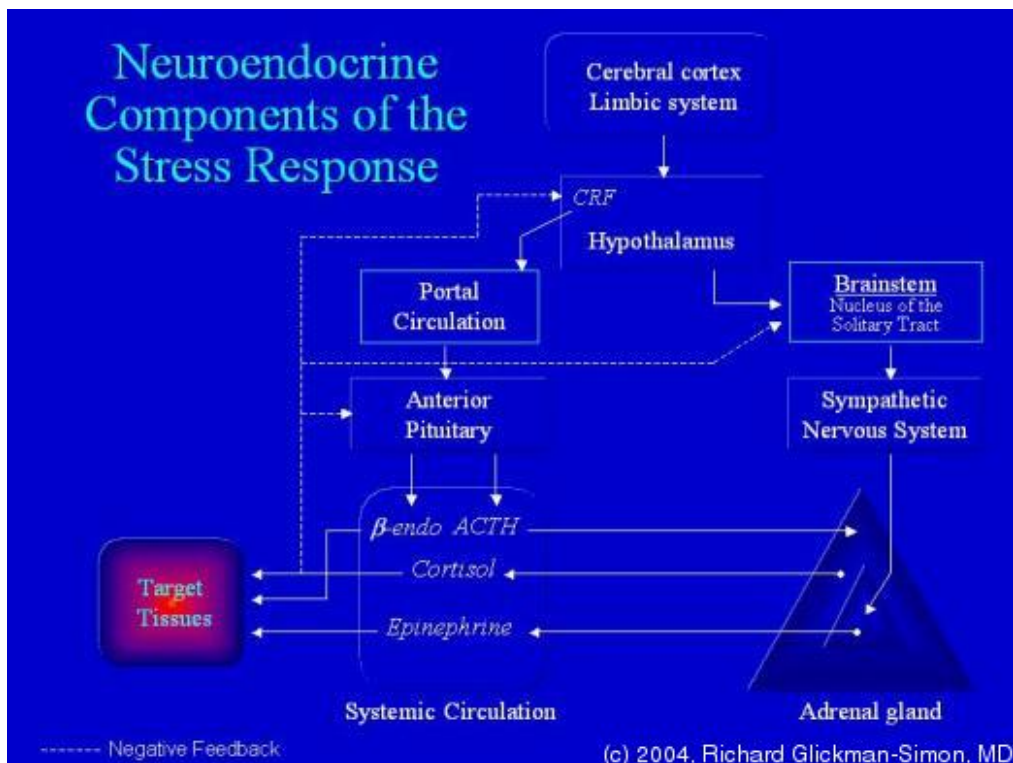 Neuroendocrine
Components of the
Stress Response
Cerebral cortex
Limbic system
CRF
Hypothalamus
Portal
Circulation
Brainstem
Nucleus of the
Solitary Tract
Anterior
Pituitary
Sympathetic
Nervous System
β-endo ACTH
Cortisol
Epinephrine
Target
Tissues
Systemic Circulation
Adrenal gland
------- Negative Feedback
(c) 2004, Richard Glickman-Simon, MD